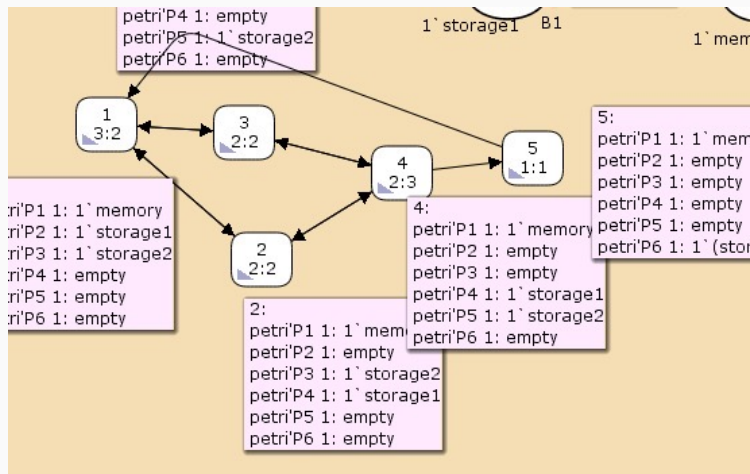 petri'P4 1: empty
petri'P5 1: 1`storage2
petri'P6 1: empty
1`storage1
B1
1`mem
1
3:2
3
2:2
4
2:3
5
1:1
2
2:2
5:
petri'P1 1: 1`mem
petri'P2 1: empty
petri'P3 1: empty
petri'P4 1: empty
petri'P5 1: empty
petri'P6 1: 1`(stor
tri'P1 1: 1`memory
tri'P2 1: 1`storage1
tri'P3 1: 1`storage2
tri'P4 1: empty
tri'P5 1: empty
tri'P6 1: empty
4:
petri'P1 1: 1`memory
petri'P2 1: empty
petri'P3 1: empty
petri'P4 1: 1`storage1
petri'P5 1: 1`storage2
petri'P6 1: empty
2:
petri'P1 1: 1`mem
petri'P2 1: empty
petri'P3 1: 1`storage2
petri'P4 1: 1`storage1
petri'P5 1: empty
petri'P6 1: empty